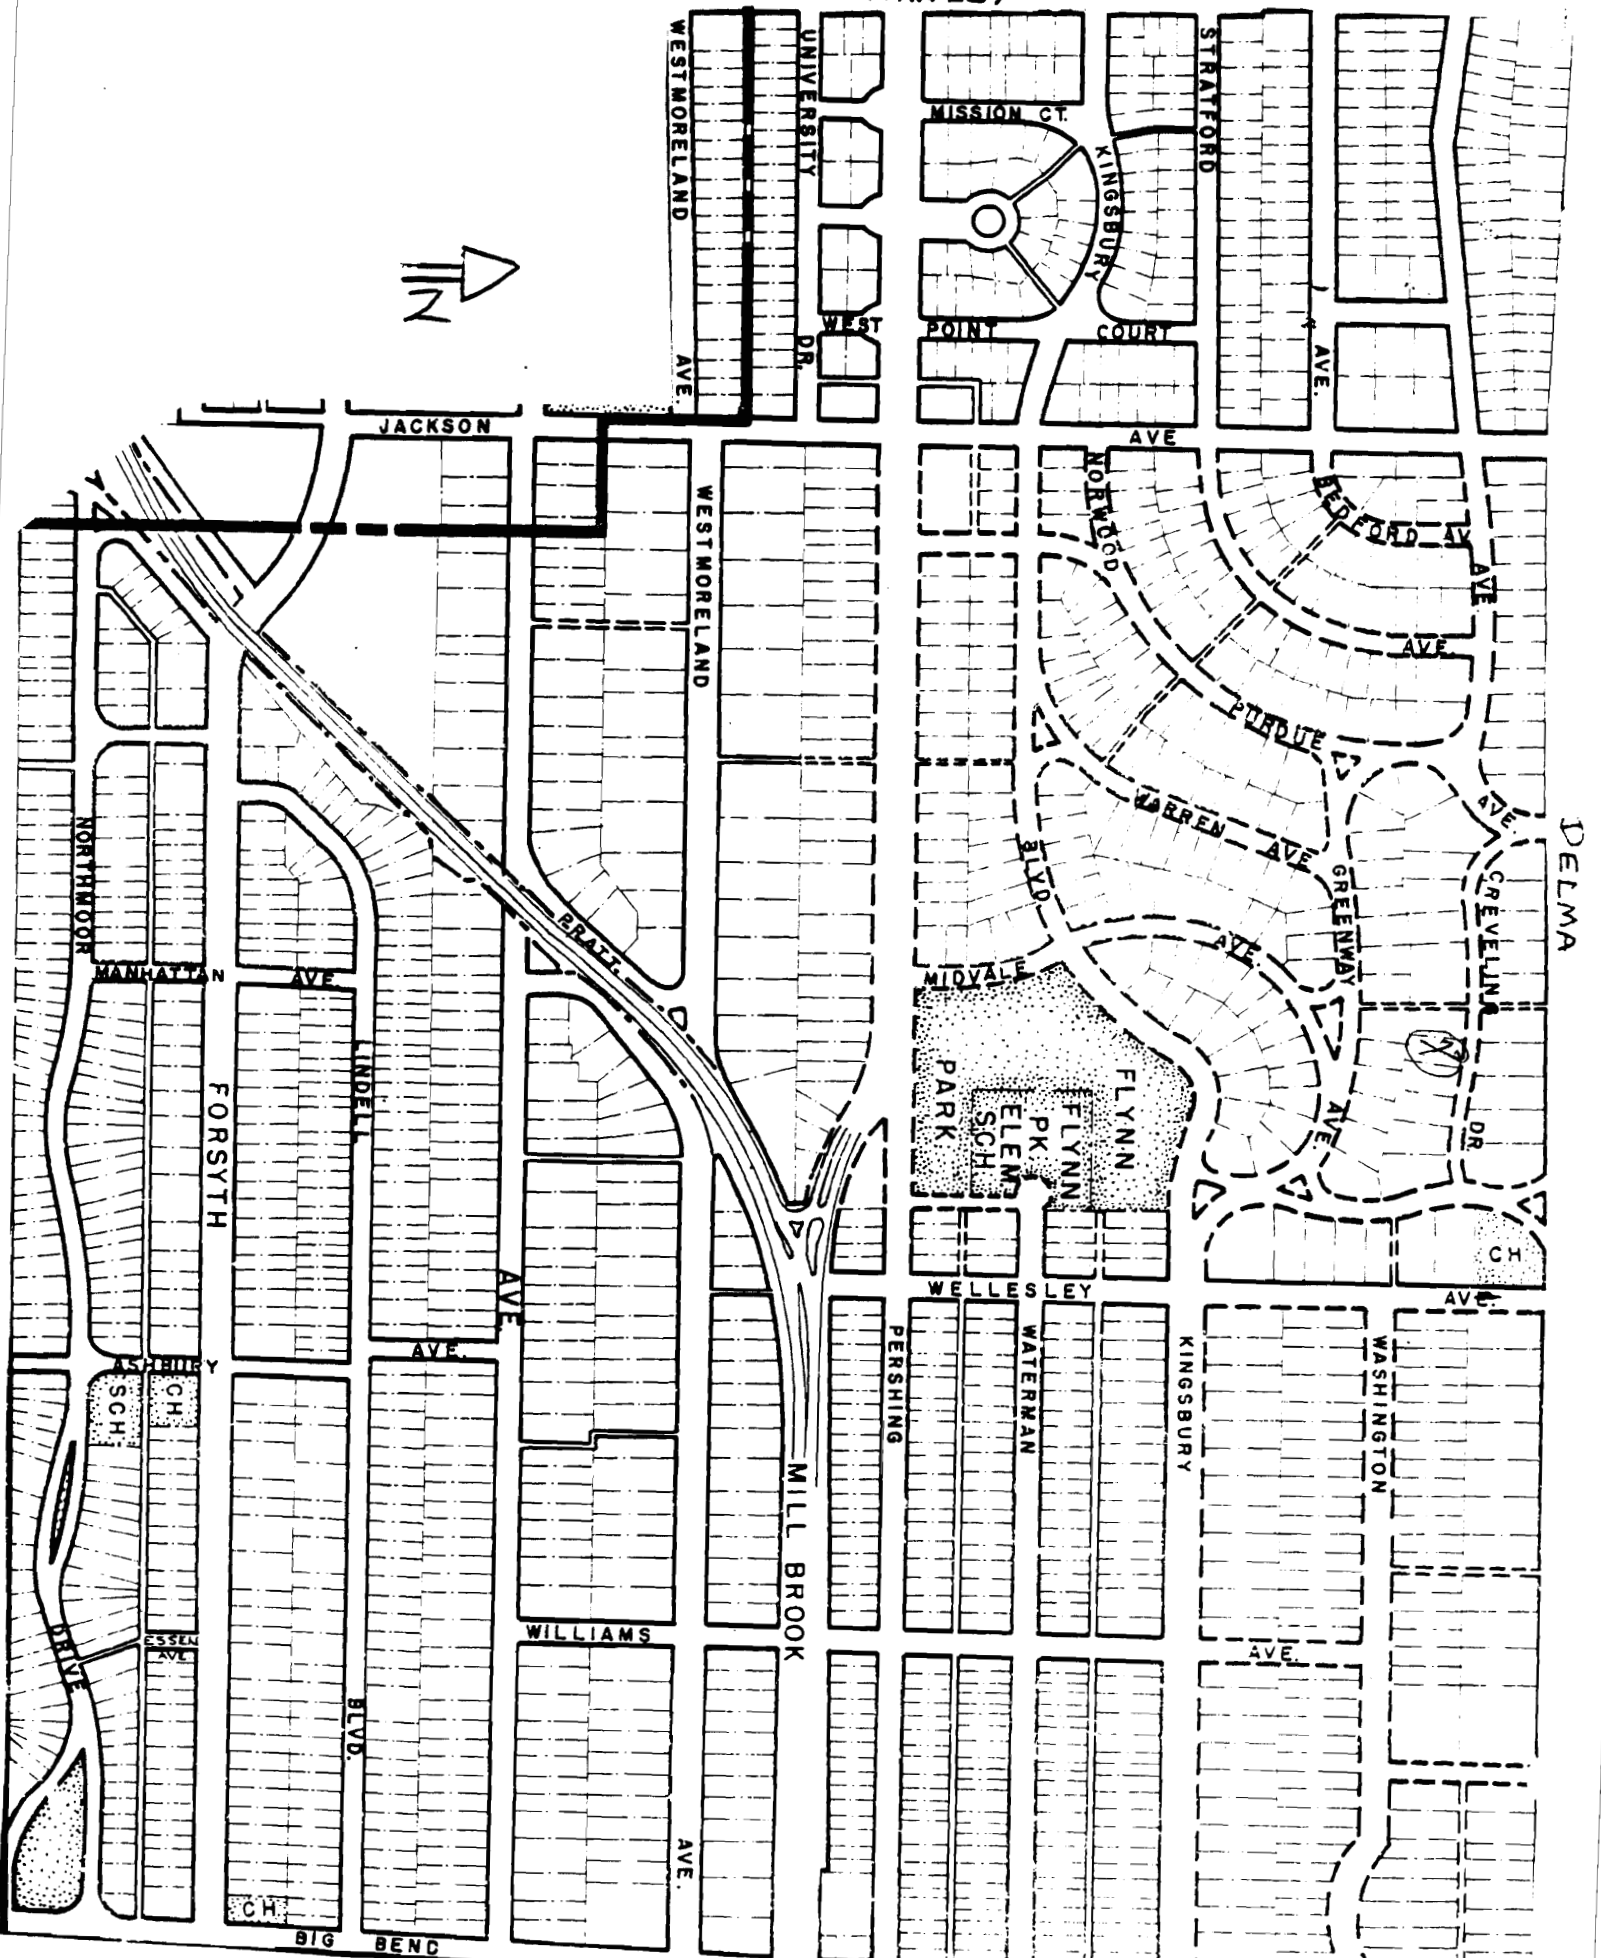 WESTMORELAND
UNIVERSITY
STRATFORD
MISSION CT.
KINGSBURY
N
WEST POINT COURT
DR.
AVE.
AVE.
JACKSON
AVE
NORWOOD
BEDFORD AV
AVE
WESTMORELAND
AVE.
PURDUE
AVE.
WARREN AVE
DELMA
NORTHMOOR
BLVD
GREENWAY
CREVELING
P.R.A.T.T.
AVE.
MANHATTAN AVE.
MIDVALE
LINDELL
FORSYTH
PARK
FLYNN
FLYNN
PK
ELEM
SCH
AVE.
DR
CH
AVE
WELLESLEY
AVE.
ASHBURY
AVE.
PERSHING
WATERMAN
KINGSBURY
WASHINGTON
SCH
CH
MILL BROOK
WILLIAMS
AVE.
ESSEN
AVE
DRIVE
BLVD.
AVE.
CH
BIG BEND